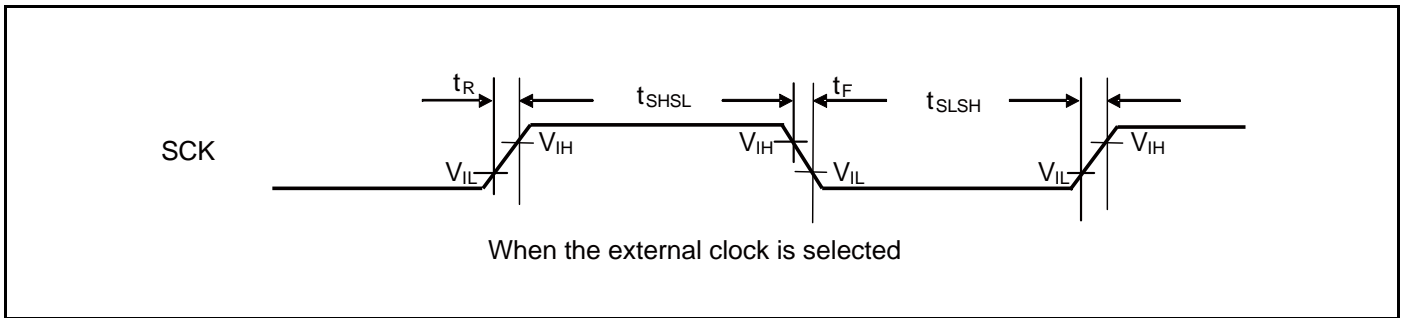 tR tSHSL tF tSLSH
SCK VIH VIH VIH
VIL VIL VIL
When the external clock is selected